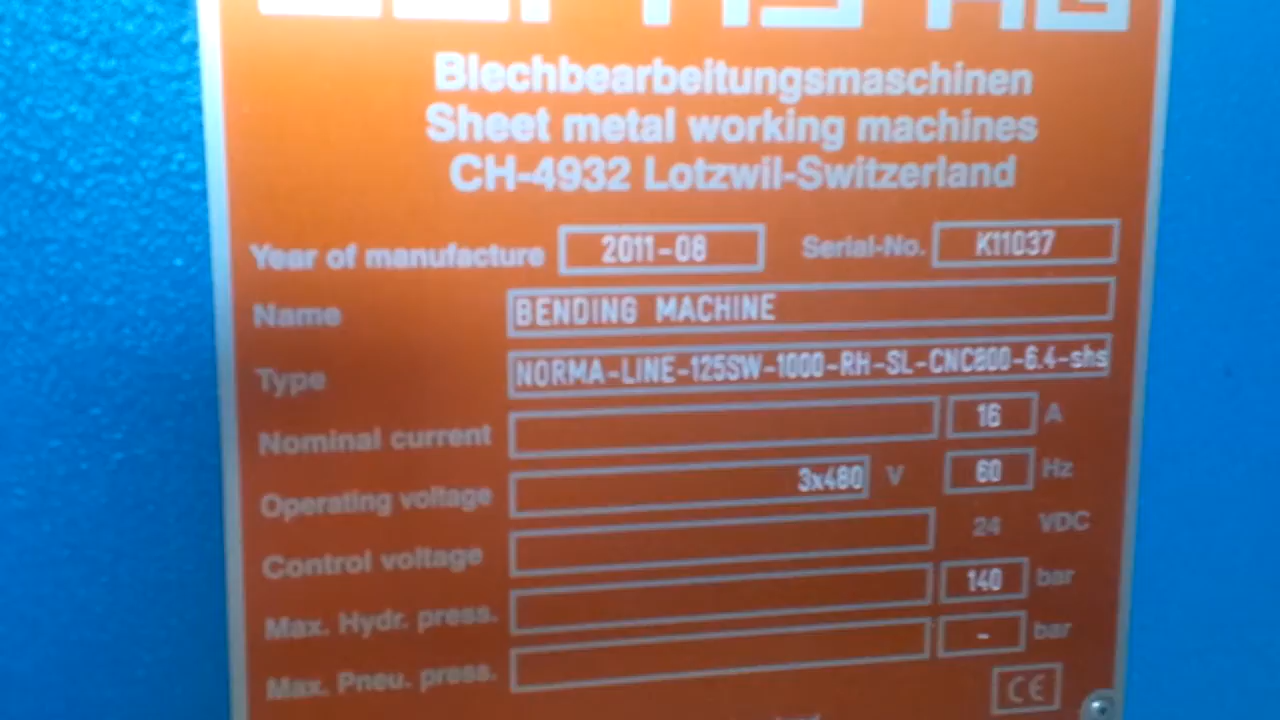 Blechbearbeitungsmaschinen
Sheet metal working machines
CH-4932 Lotzwil-Switzerland
Year of manufacture 2011-08 Serial-No. K11037
Name BENDING MACHINE
Type NORMA-LINE-125SW-1000-RH-SL-CNC800-6.4-shs
Nominal current 16 A
Operating voltage 3x480 V 60 Hz
Control voltage 24 VDC
Max. Hydr. press. 140 bar
Max. Pneu. press. - bar
CE